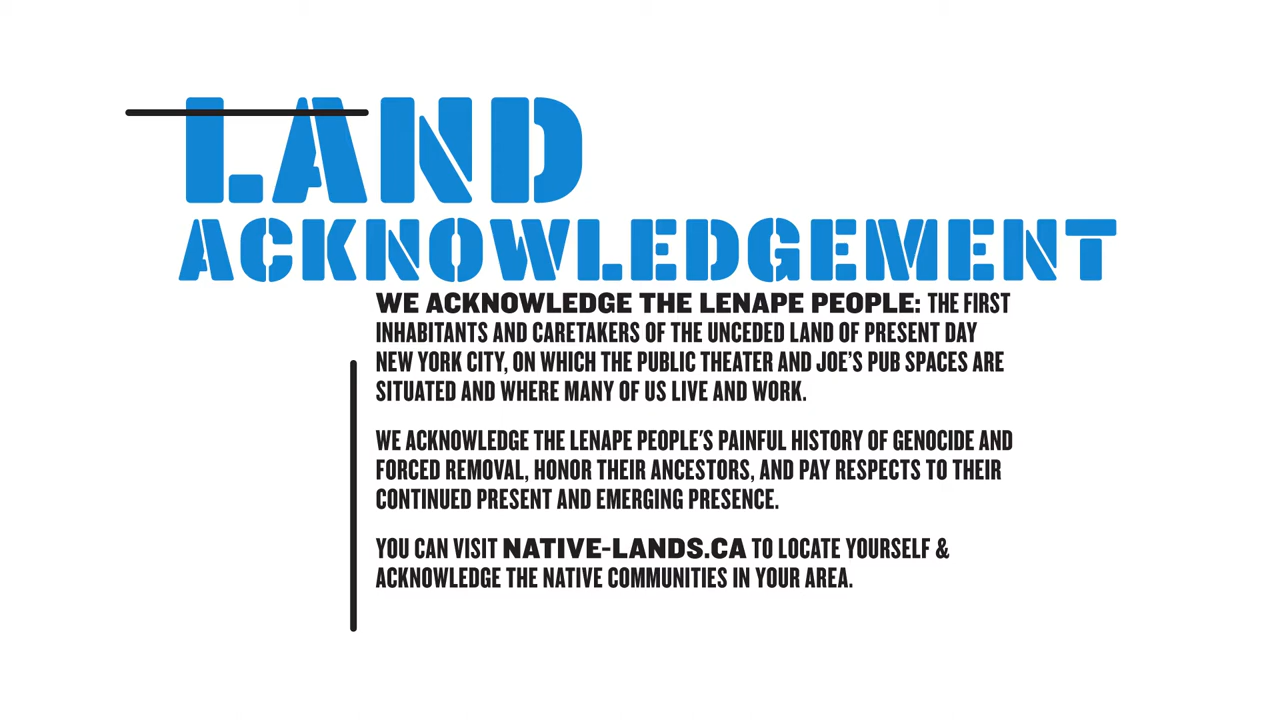 LAND
ACKNOWLEDGEMENT
WE ACKNOWLEDGE THE LENAPE PEOPLE: THE FIRST
INHABITANTS AND CARETAKERS OF THE UNCEDED LAND OF PRESENT DAY
NEW YORK CITY, ON WHICH THE PUBLIC THEATER AND JOE’S PUB SPACES ARE
SITUATED AND WHERE MANY OF US LIVE AND WORK.
WE ACKNOWLEDGE THE LENAPE PEOPLE'S PAINFUL HISTORY OF GENOCIDE AND
FORCED REMOVAL, HONOR THEIR ANCESTORS, AND PAY RESPECTS TO THEIR
CONTINUED PRESENT AND EMERGING PRESENCE.
YOU CAN VISIT NATIVE-LANDS.CA TO LOCATE YOURSELF &
ACKNOWLEDGE THE NATIVE COMMUNITIES IN YOUR AREA.